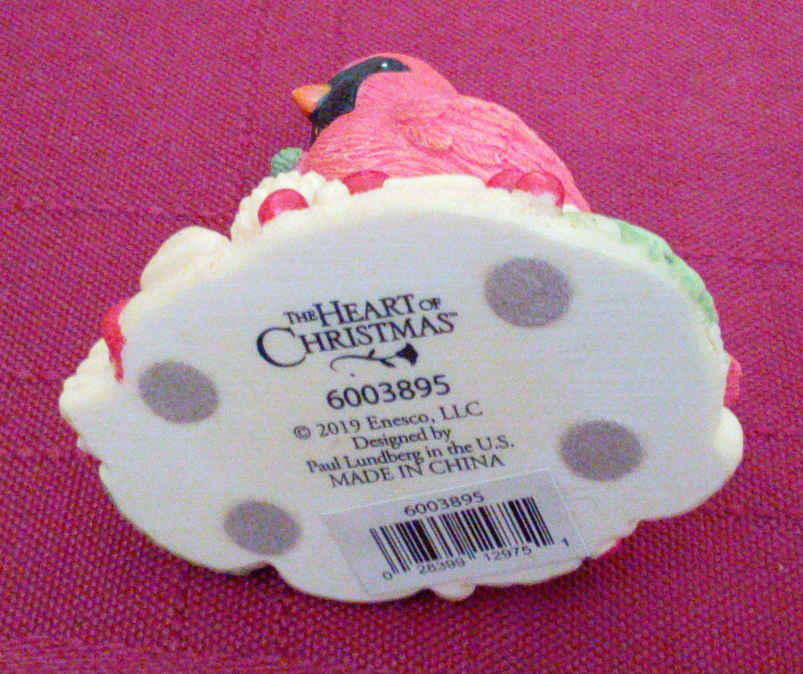 THE HEART OF
CHRISTMAS™
6003895
© 2019 Enesco, LLC
Designed by
Paul Lundberg in the U.S.
MADE IN CHINA
6003895
0 28399 12975 1